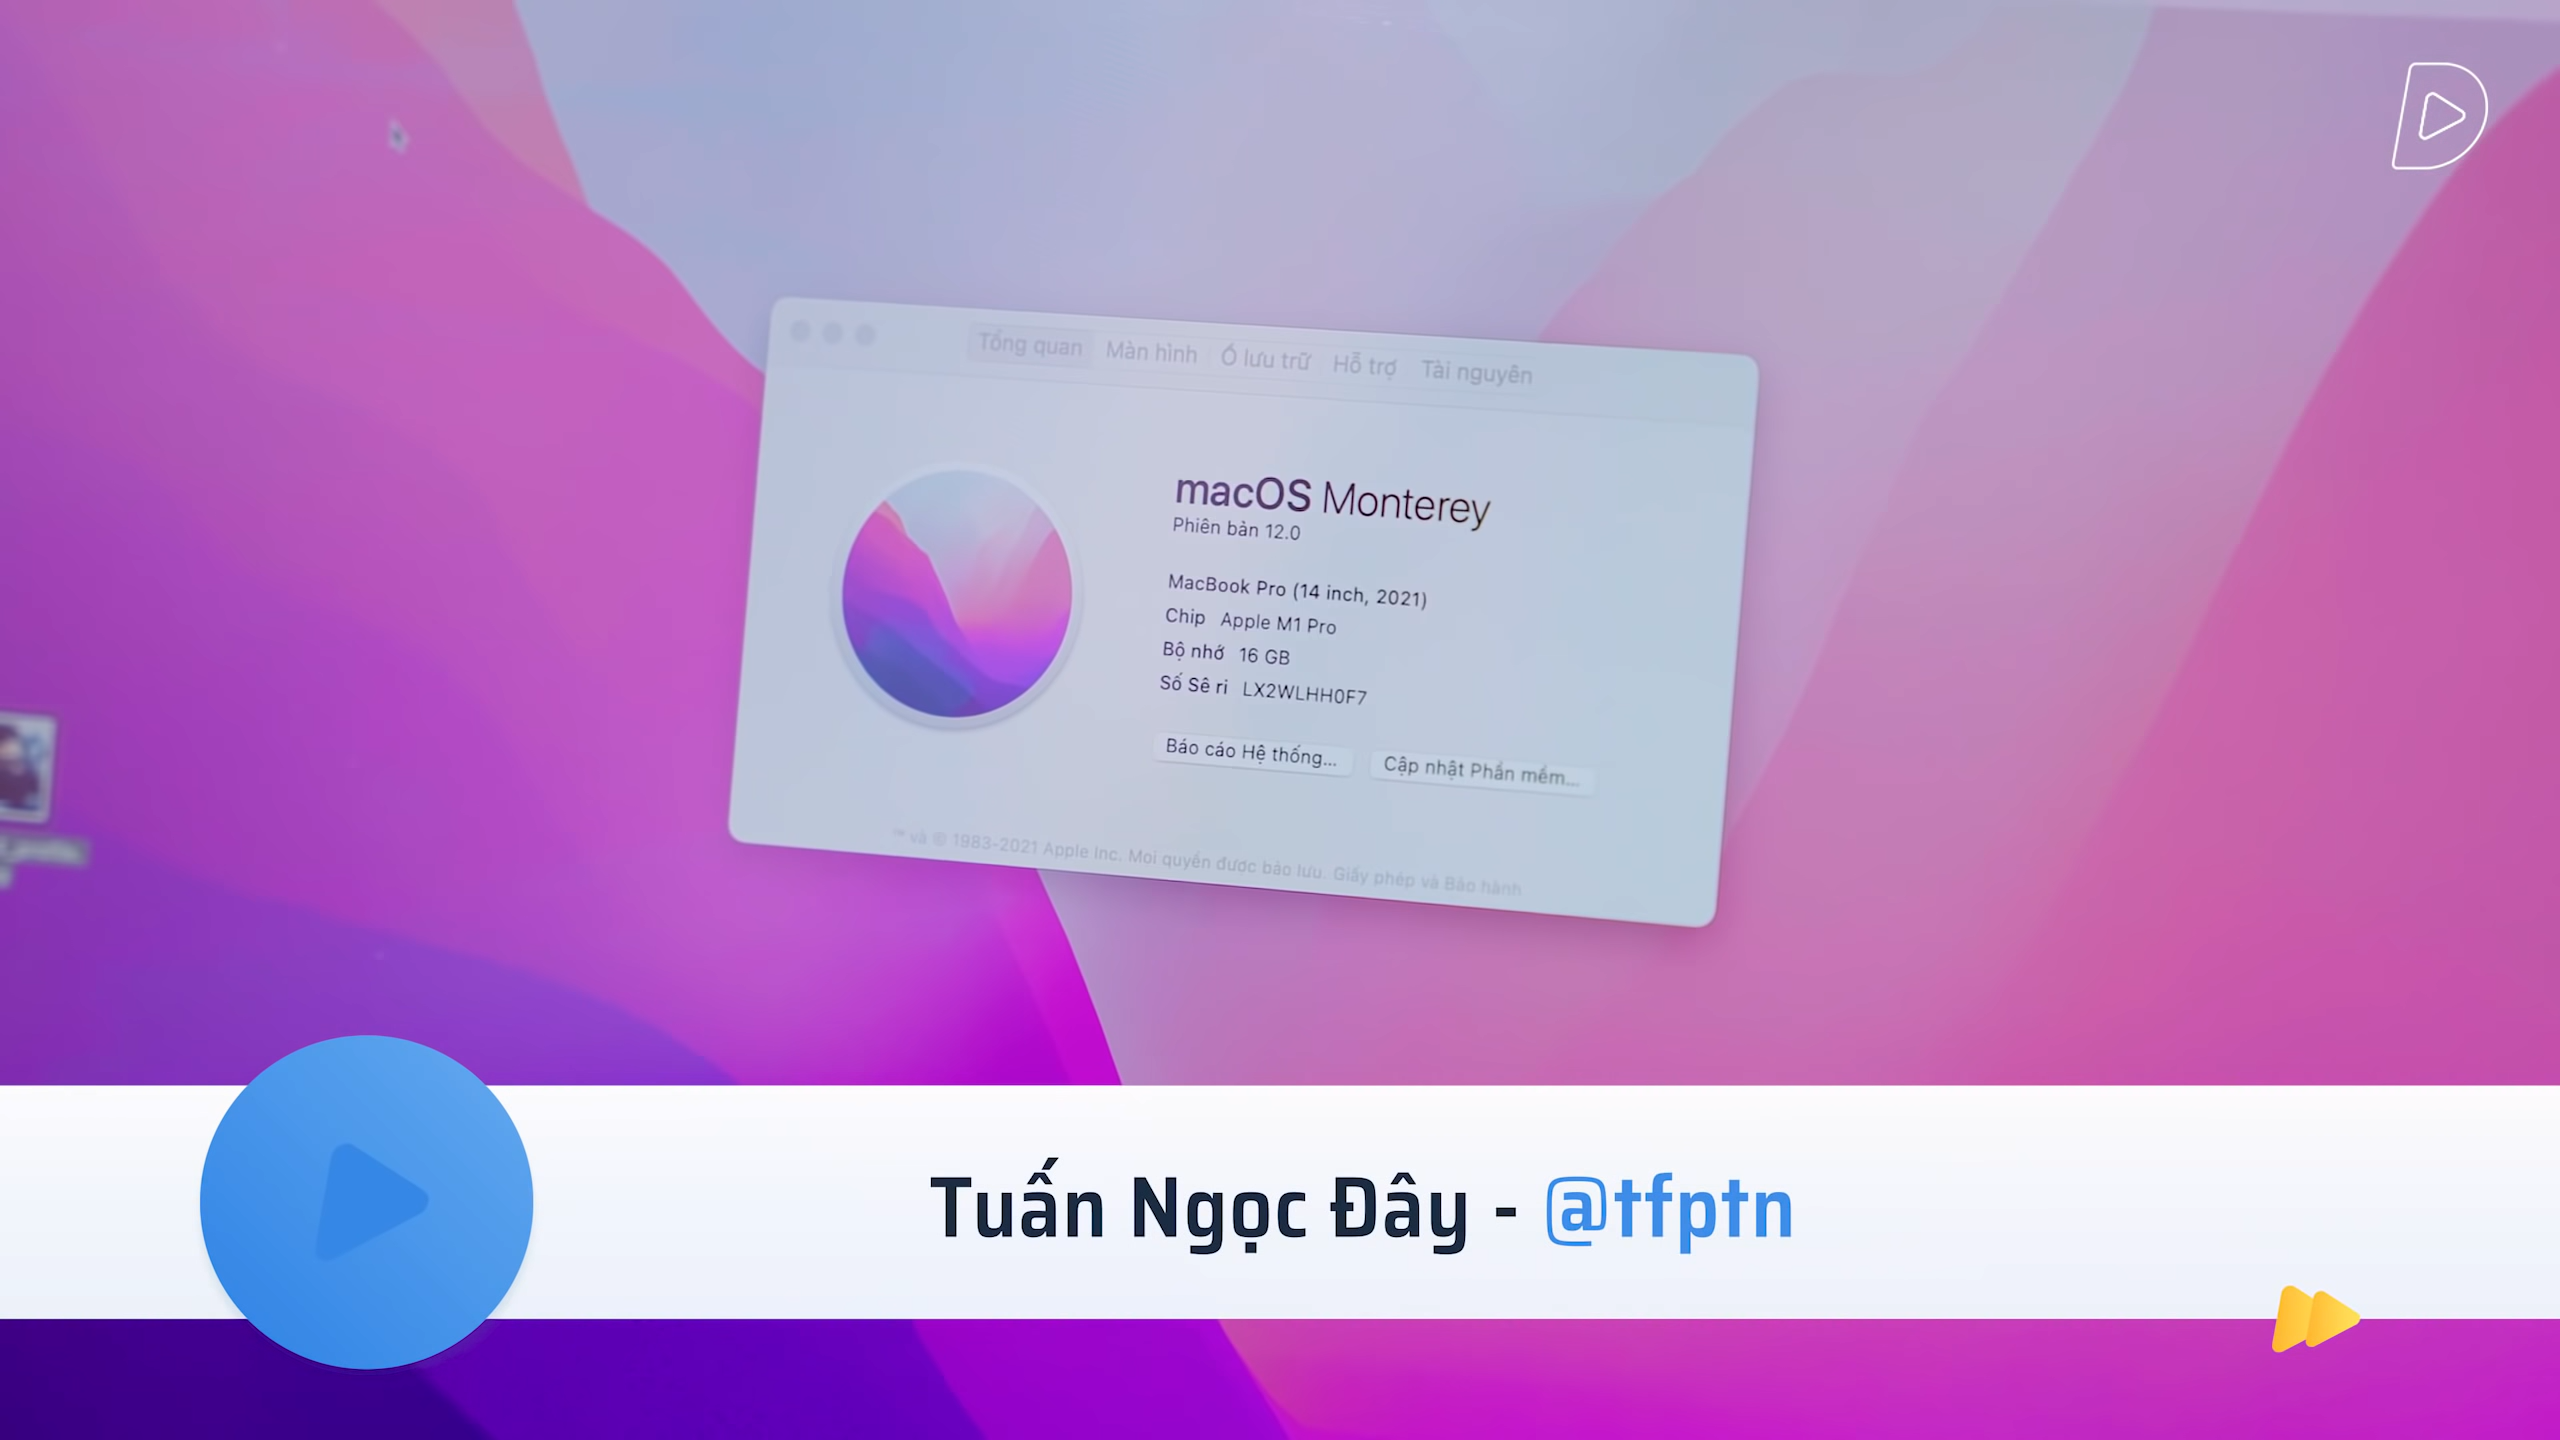 Tổng quan Màn hình Ổ lưu trữ Hỗ trợ Tài nguyên
macOS Monterey
Phiên bản 12.0
MacBook Pro (14 inch, 2021)
Chip Apple M1 Pro
Bộ nhớ 16 GB
Số Sê ri LX2WLHH0F7
Báo cáo Hệ thống... Cập nhật Phần mềm...
™ và © 1983-2021 Apple Inc. Mọi quyền được bảo lưu. Giấy phép và Bảo hành
Tuấn Ngọc Đây - @tfptn